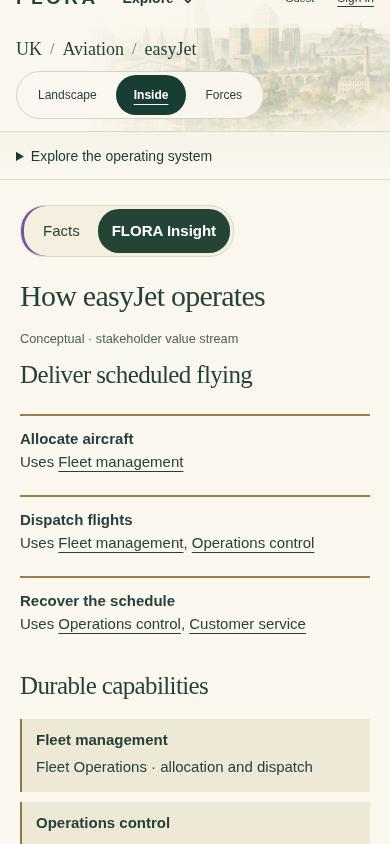 FLORA Explore Guest Sign in
UK / Aviation / easyJet
Landscape Inside Forces
Explore the operating system
Facts FLORA Insight
How easyJet operates
Conceptual · stakeholder value stream
Deliver scheduled flying
Allocate aircraft
Uses Fleet management
Dispatch flights
Uses Fleet management, Operations control
Recover the schedule
Uses Operations control, Customer service
Durable capabilities
Fleet management
Fleet Operations · allocation and dispatch
Operations control